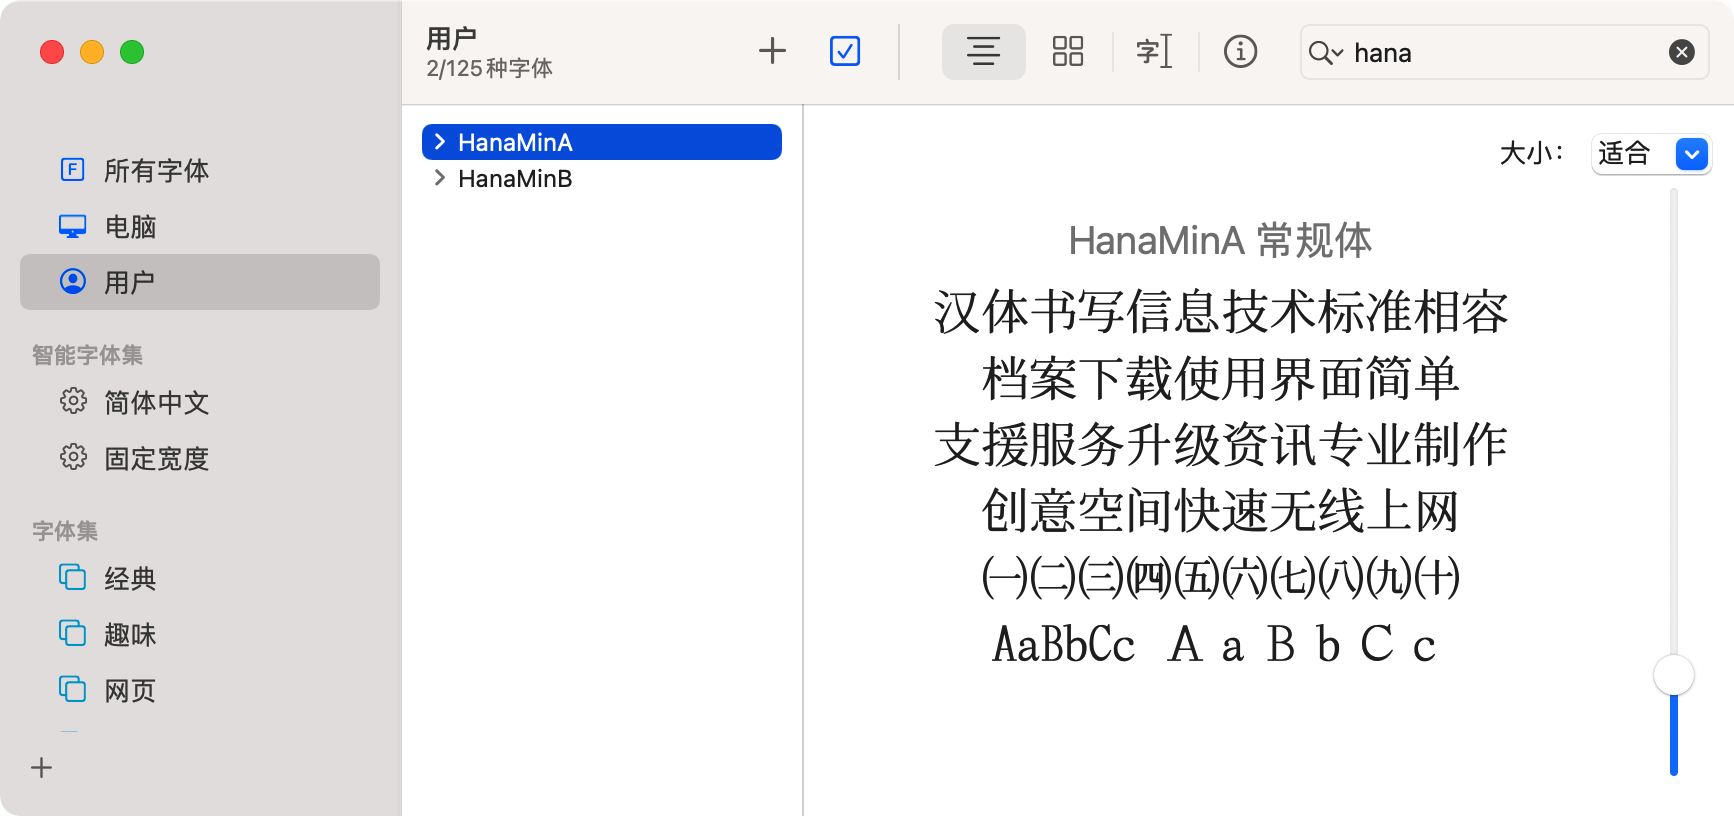 用户
2/125 种字体
字
hana
所有字体
电脑
用户
智能字体集
简体中文
固定宽度
字体集
经典
趣味
网页
HanaMinA
HanaMinB
大小：
适合
HanaMinA 常规体
汉体书写信息技术标准相容
档案下载使用界面简单
支援服务升级资讯专业制作
创意空间快速无线上网
㈠㈡㈢㈣㈤㈥㈦㈧㈨㈩
AaBbCc ＡａＢｂＣｃ